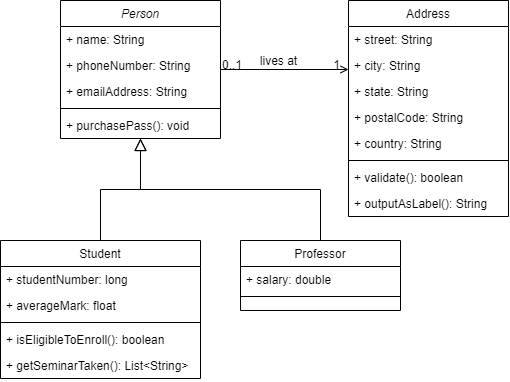 Person
+ name: String
+ phoneNumber: String
+ emailAddress: String
+ purchasePass(): void
0..1
lives at
1
Address
+ street: String
+ city: String
+ state: String
+ postalCode: String
+ country: String
+ validate(): boolean
+ outputAsLabel(): String
Student
+ studentNumber: long
+ averageMark: float
+ isEligibleToEnroll(): boolean
+ getSeminarTaken(): List<String>
Professor
+ salary: double